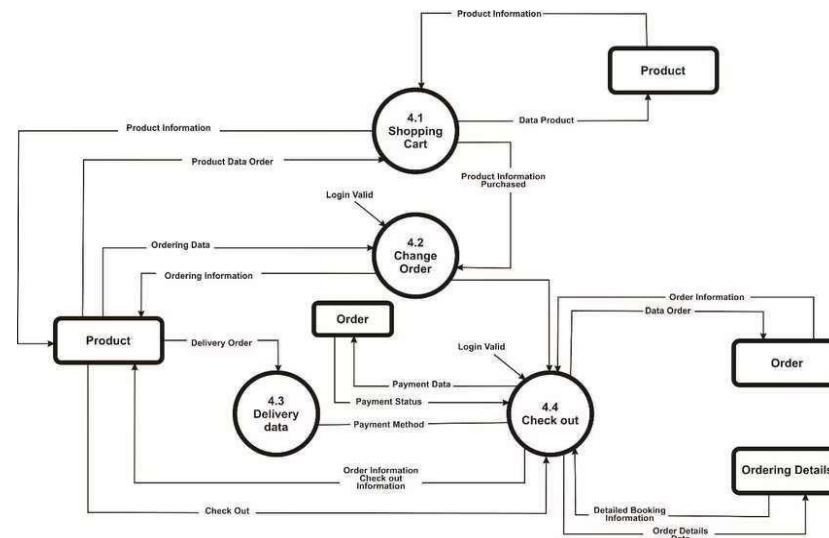 Product Information
Product
4.1
Shopping
Cart
Product Information
Data Product
Product Data Order
Product Information
Purchased
Login Valid
4.2
Change
Order
Ordering Data
Ordering Information
Order Information
Data Order
Order
Product
Delivery Order
Login Valid
Order
Payment Data
4.3
Delivery
data
Payment Status
4.4
Check out
Payment Method
Order Information
Check out
Information
Ordering Details
Check Out
Detailed Booking
Information
Order Details